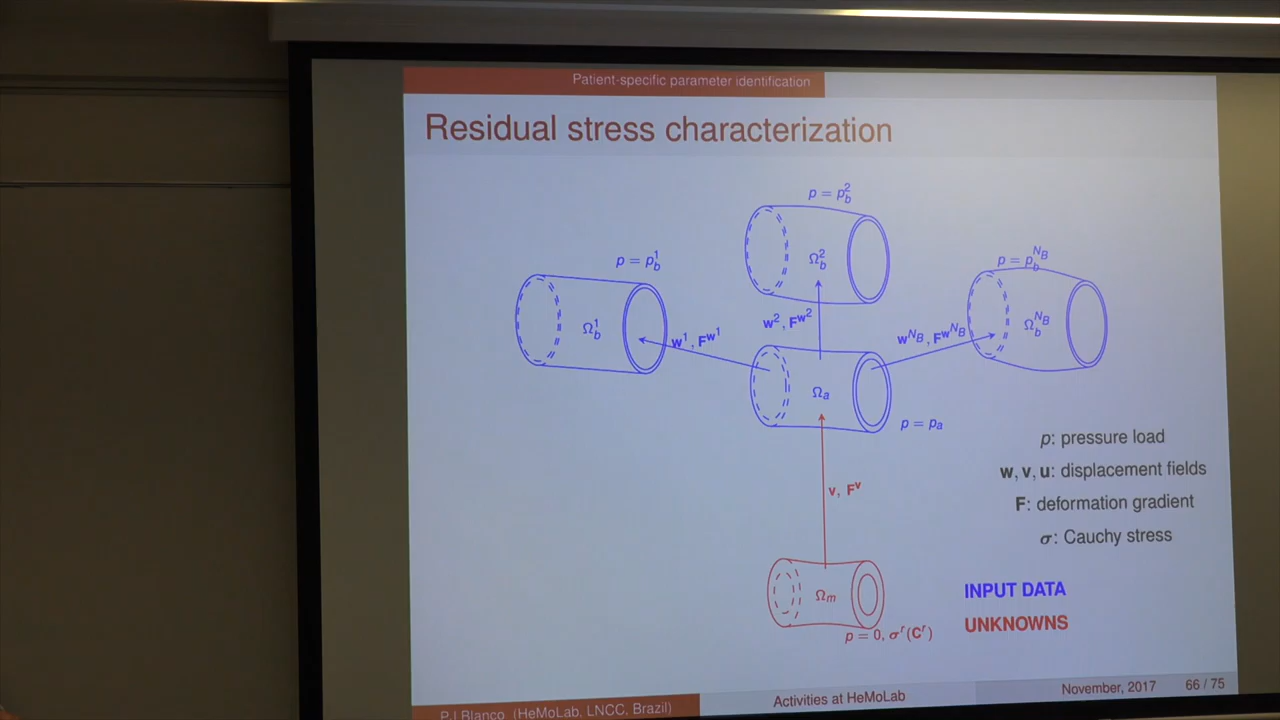 Patient-specific parameter identification
Residual stress characterization
p = p_b^2
Ω_b^2
p = p_b^1
Ω_b^1
p = p_b^{N_B}
Ω_b^{N_B}
w^1, F^{w^1}
w^2, F^{w^2}
w^{N_B}, F^{w^{N_B}}
Ω_a
p = p_a
p: pressure load
w, v, u: displacement fields
v, F^v
F: deformation gradient
σ: Cauchy stress
INPUT DATA
Ω_m
UNKNOWNS
p = 0, σ^r(C^r)
P.J.Blanco (HeMoLab, LNCC, Brazil)
Activities at HeMoLab
November, 2017
66 / 75